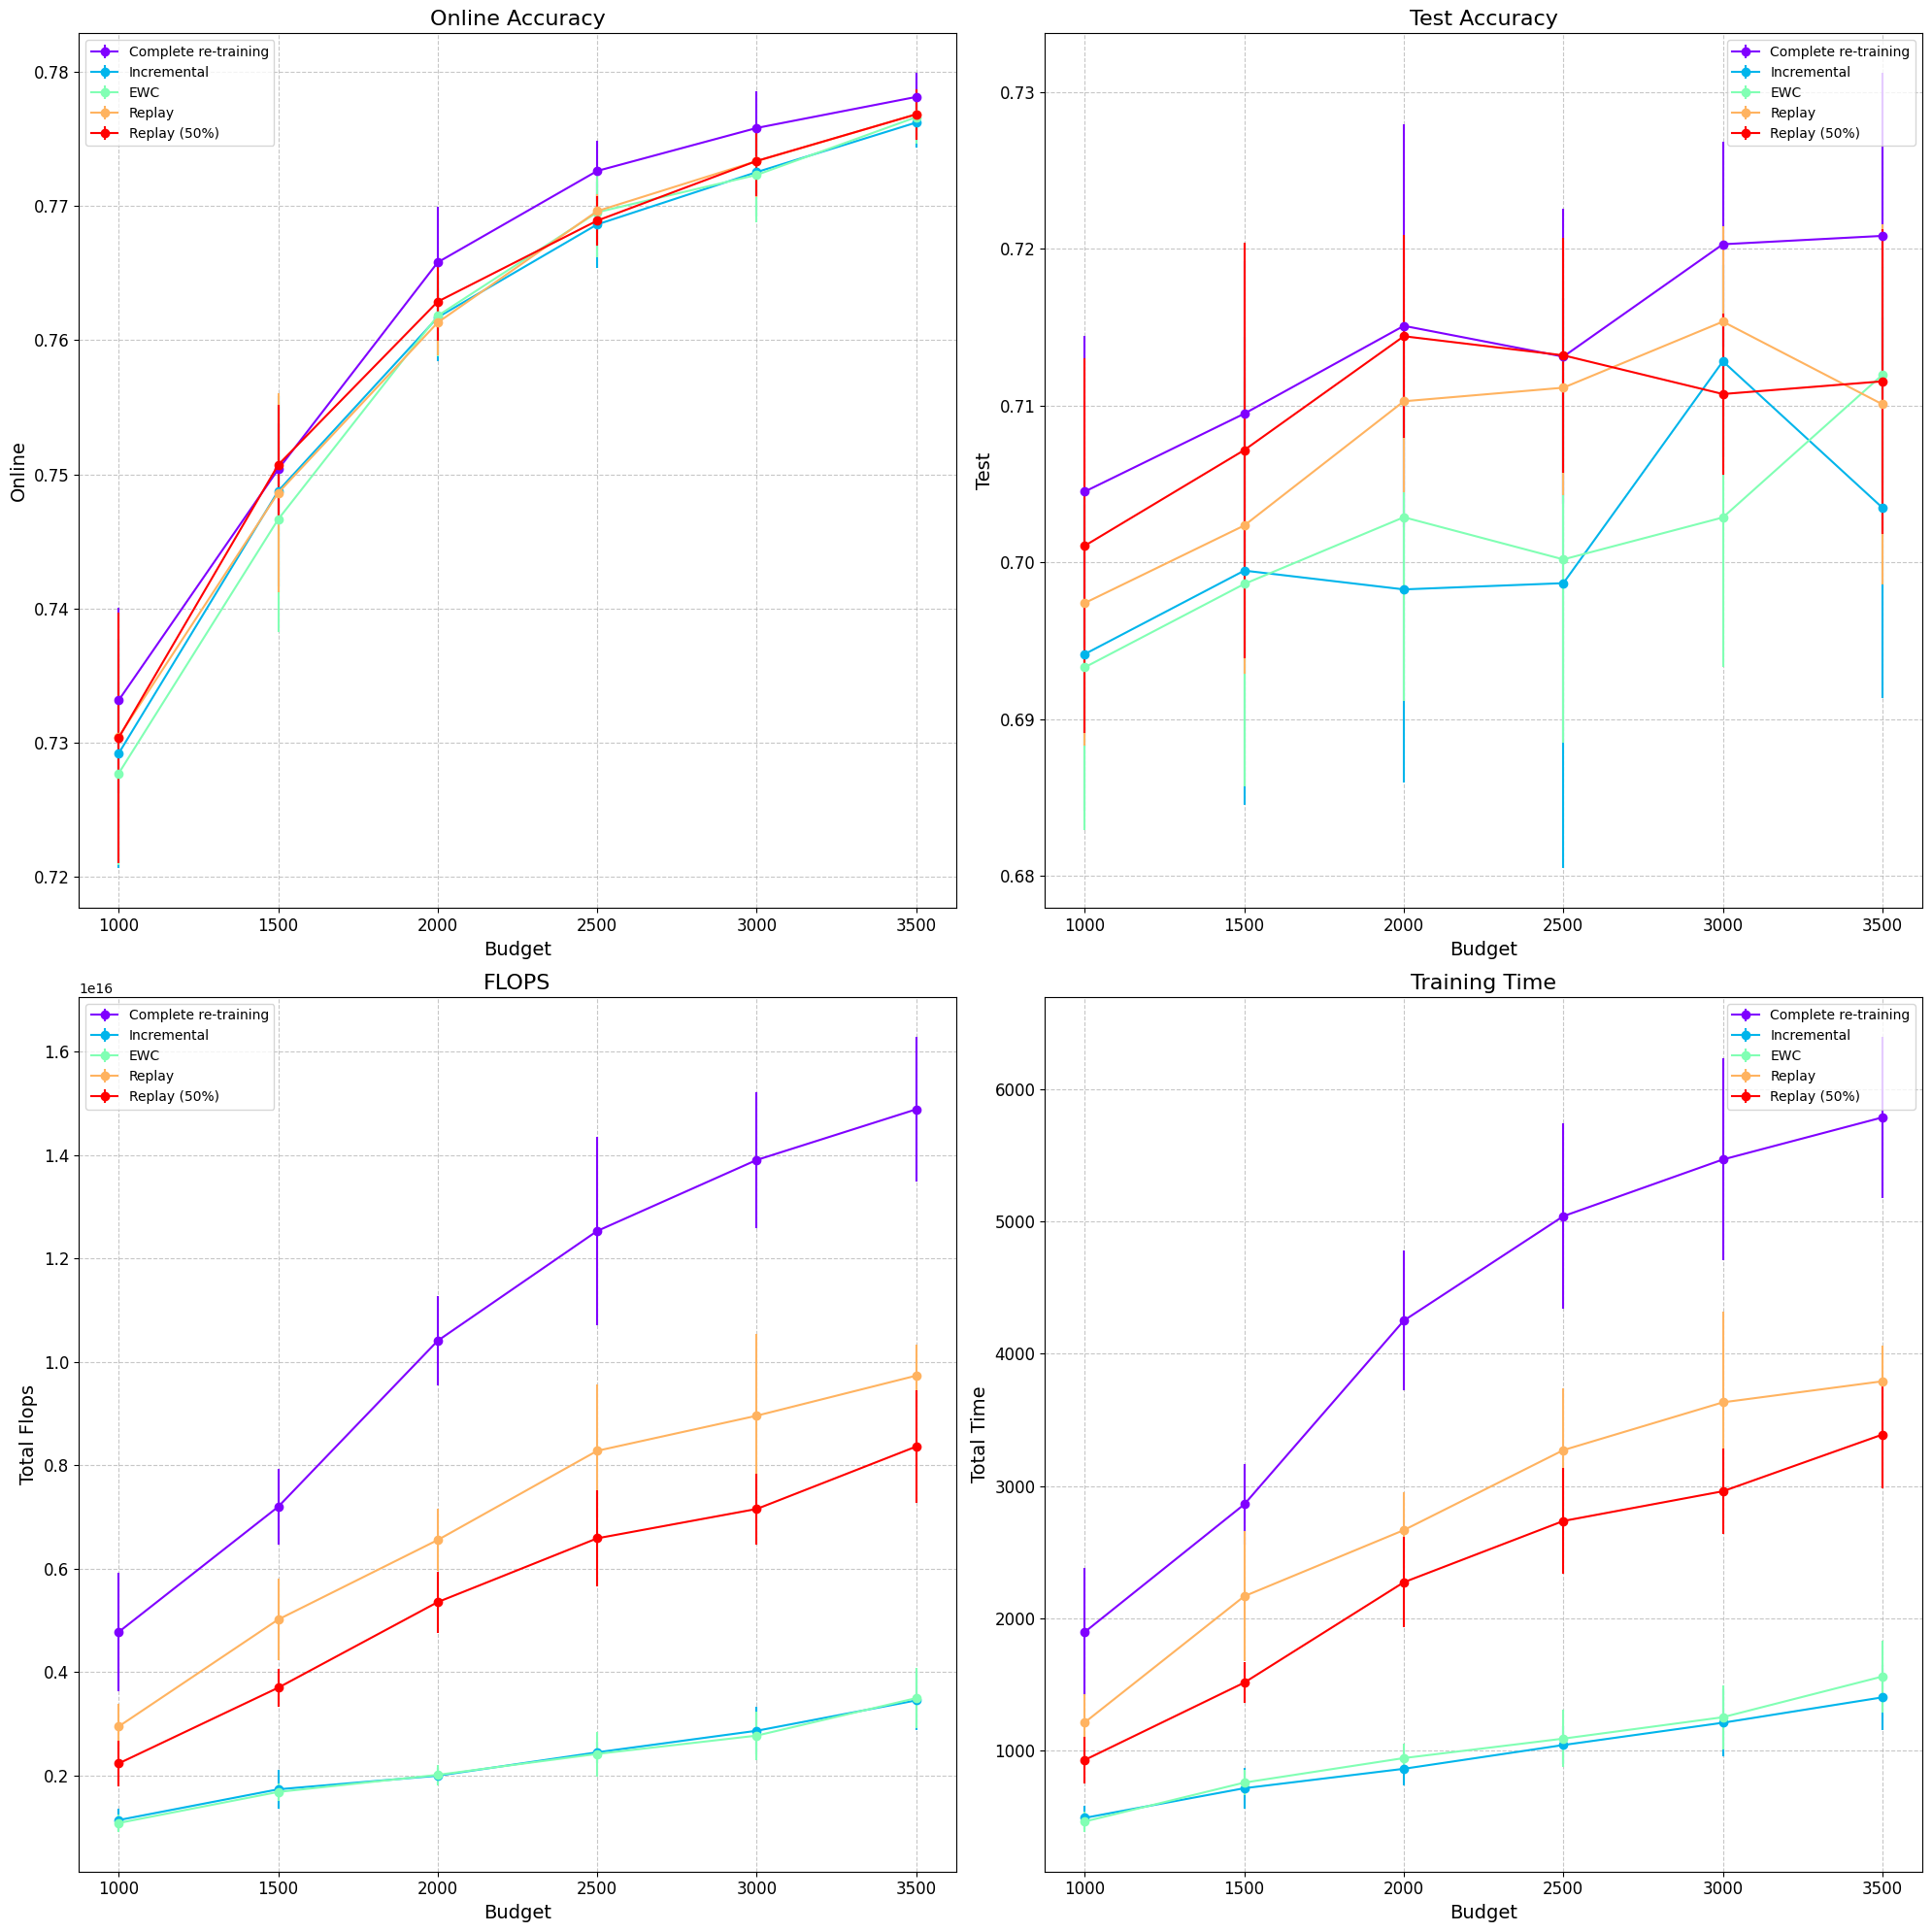 Online Accuracy
Complete re-training
Incremental
EWC
Replay
Replay (50%)
0.78
0.77
0.76
0.75
0.74
0.73
0.72
Online
1000 1500 2000 2500 3000 3500
Budget
Test Accuracy
Complete re-training
Incremental
EWC
Replay
Replay (50%)
0.73
0.72
0.71
0.70
0.69
0.68
Test
1000 1500 2000 2500 3000 3500
Budget
FLOPS
1e16
Complete re-training
Incremental
EWC
Replay
Replay (50%)
1.6
1.4
1.2
1.0
0.8
0.6
0.4
0.2
Total Flops
1000 1500 2000 2500 3000 3500
Budget
Training Time
Complete re-training
Incremental
EWC
Replay
Replay (50%)
6000
5000
4000
3000
2000
1000
Total Time
1000 1500 2000 2500 3000 3500
Budget